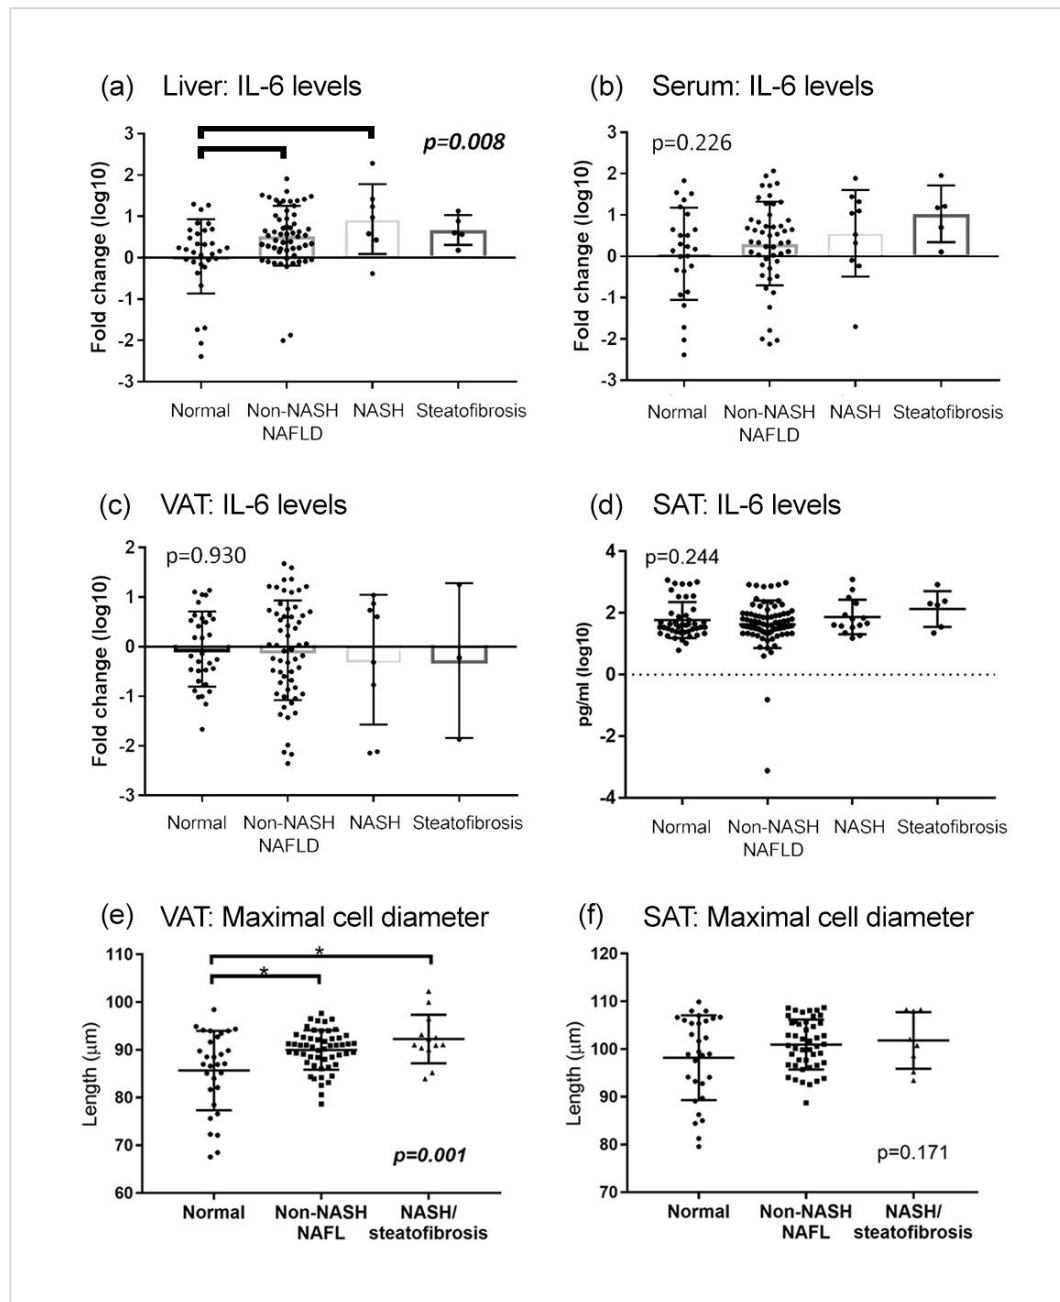 (a) Liver: IL-6 levels
p=0.008
Fold change (log10)
3
2
1
0
-1
-2
-3
Normal Non-NASH NASH Steatofibrosis
NAFLD
(b) Serum: IL-6 levels
p=0.226
Fold change (log10)
3
2
1
0
-1
-2
-3
Normal Non-NASH NASH Steatofibrosis
NAFLD
(c) VAT: IL-6 levels
p=0.930
Fold change (log10)
2
1
0
-1
-2
-3
Normal Non-NASH NASH Steatofibrosis
NAFLD
(d) SAT: IL-6 levels
p=0.244
pg/ml (log10)
4
2
0
-2
-4
Normal Non-NASH NASH Steatofibrosis
NAFLD
(e) VAT: Maximal cell diameter
*
*
Length (μm)
110
100
90
80
70
60
p=0.001
Normal Non-NASH NASH/
NAFL steatofibrosis
(f) SAT: Maximal cell diameter
Length (μm)
120
110
100
90
80
70
p=0.171
Normal Non-NASH NASH/
NAFL steatofibrosis